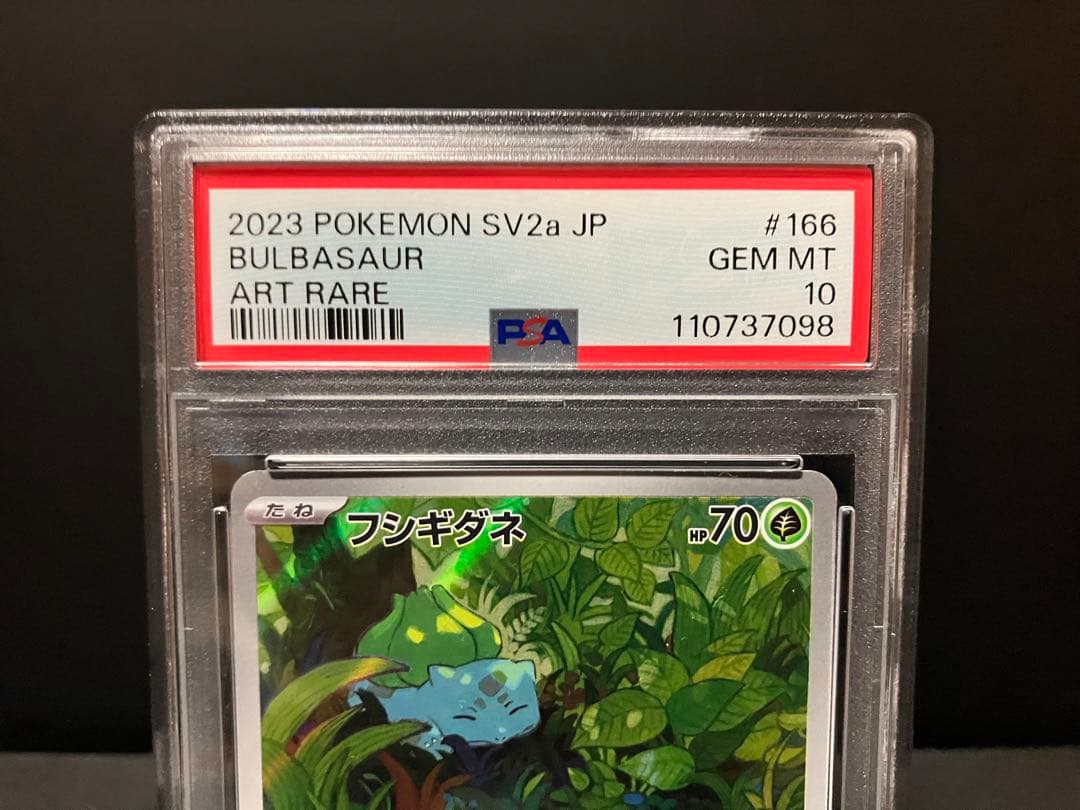 2023 POKEMON SV2a JP #166
BULBASAUR GEM MT
ART RARE 10
PSA 110737098
たね フシギダネ HP70